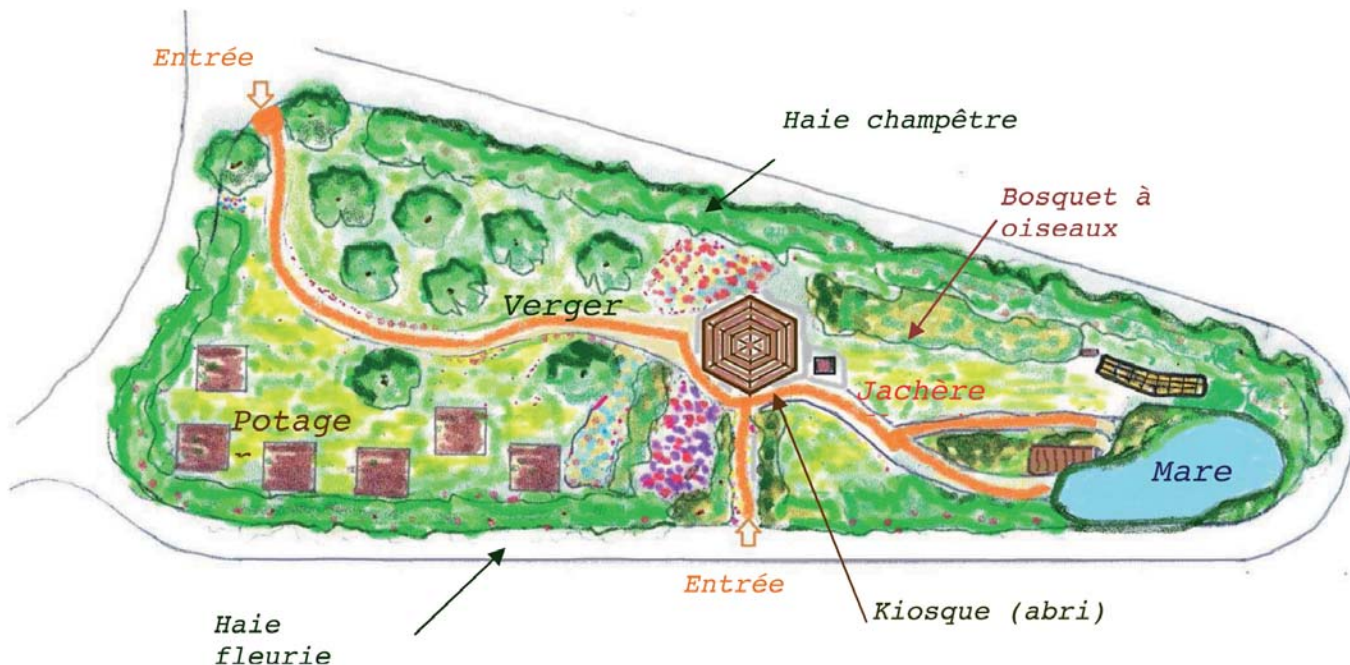 Entrée
Haie champêtre
Bosquet à
oiseaux
Verger
Jachère
Potage
Mare
Entrée
Kiosque (abri)
Haie
fleurie